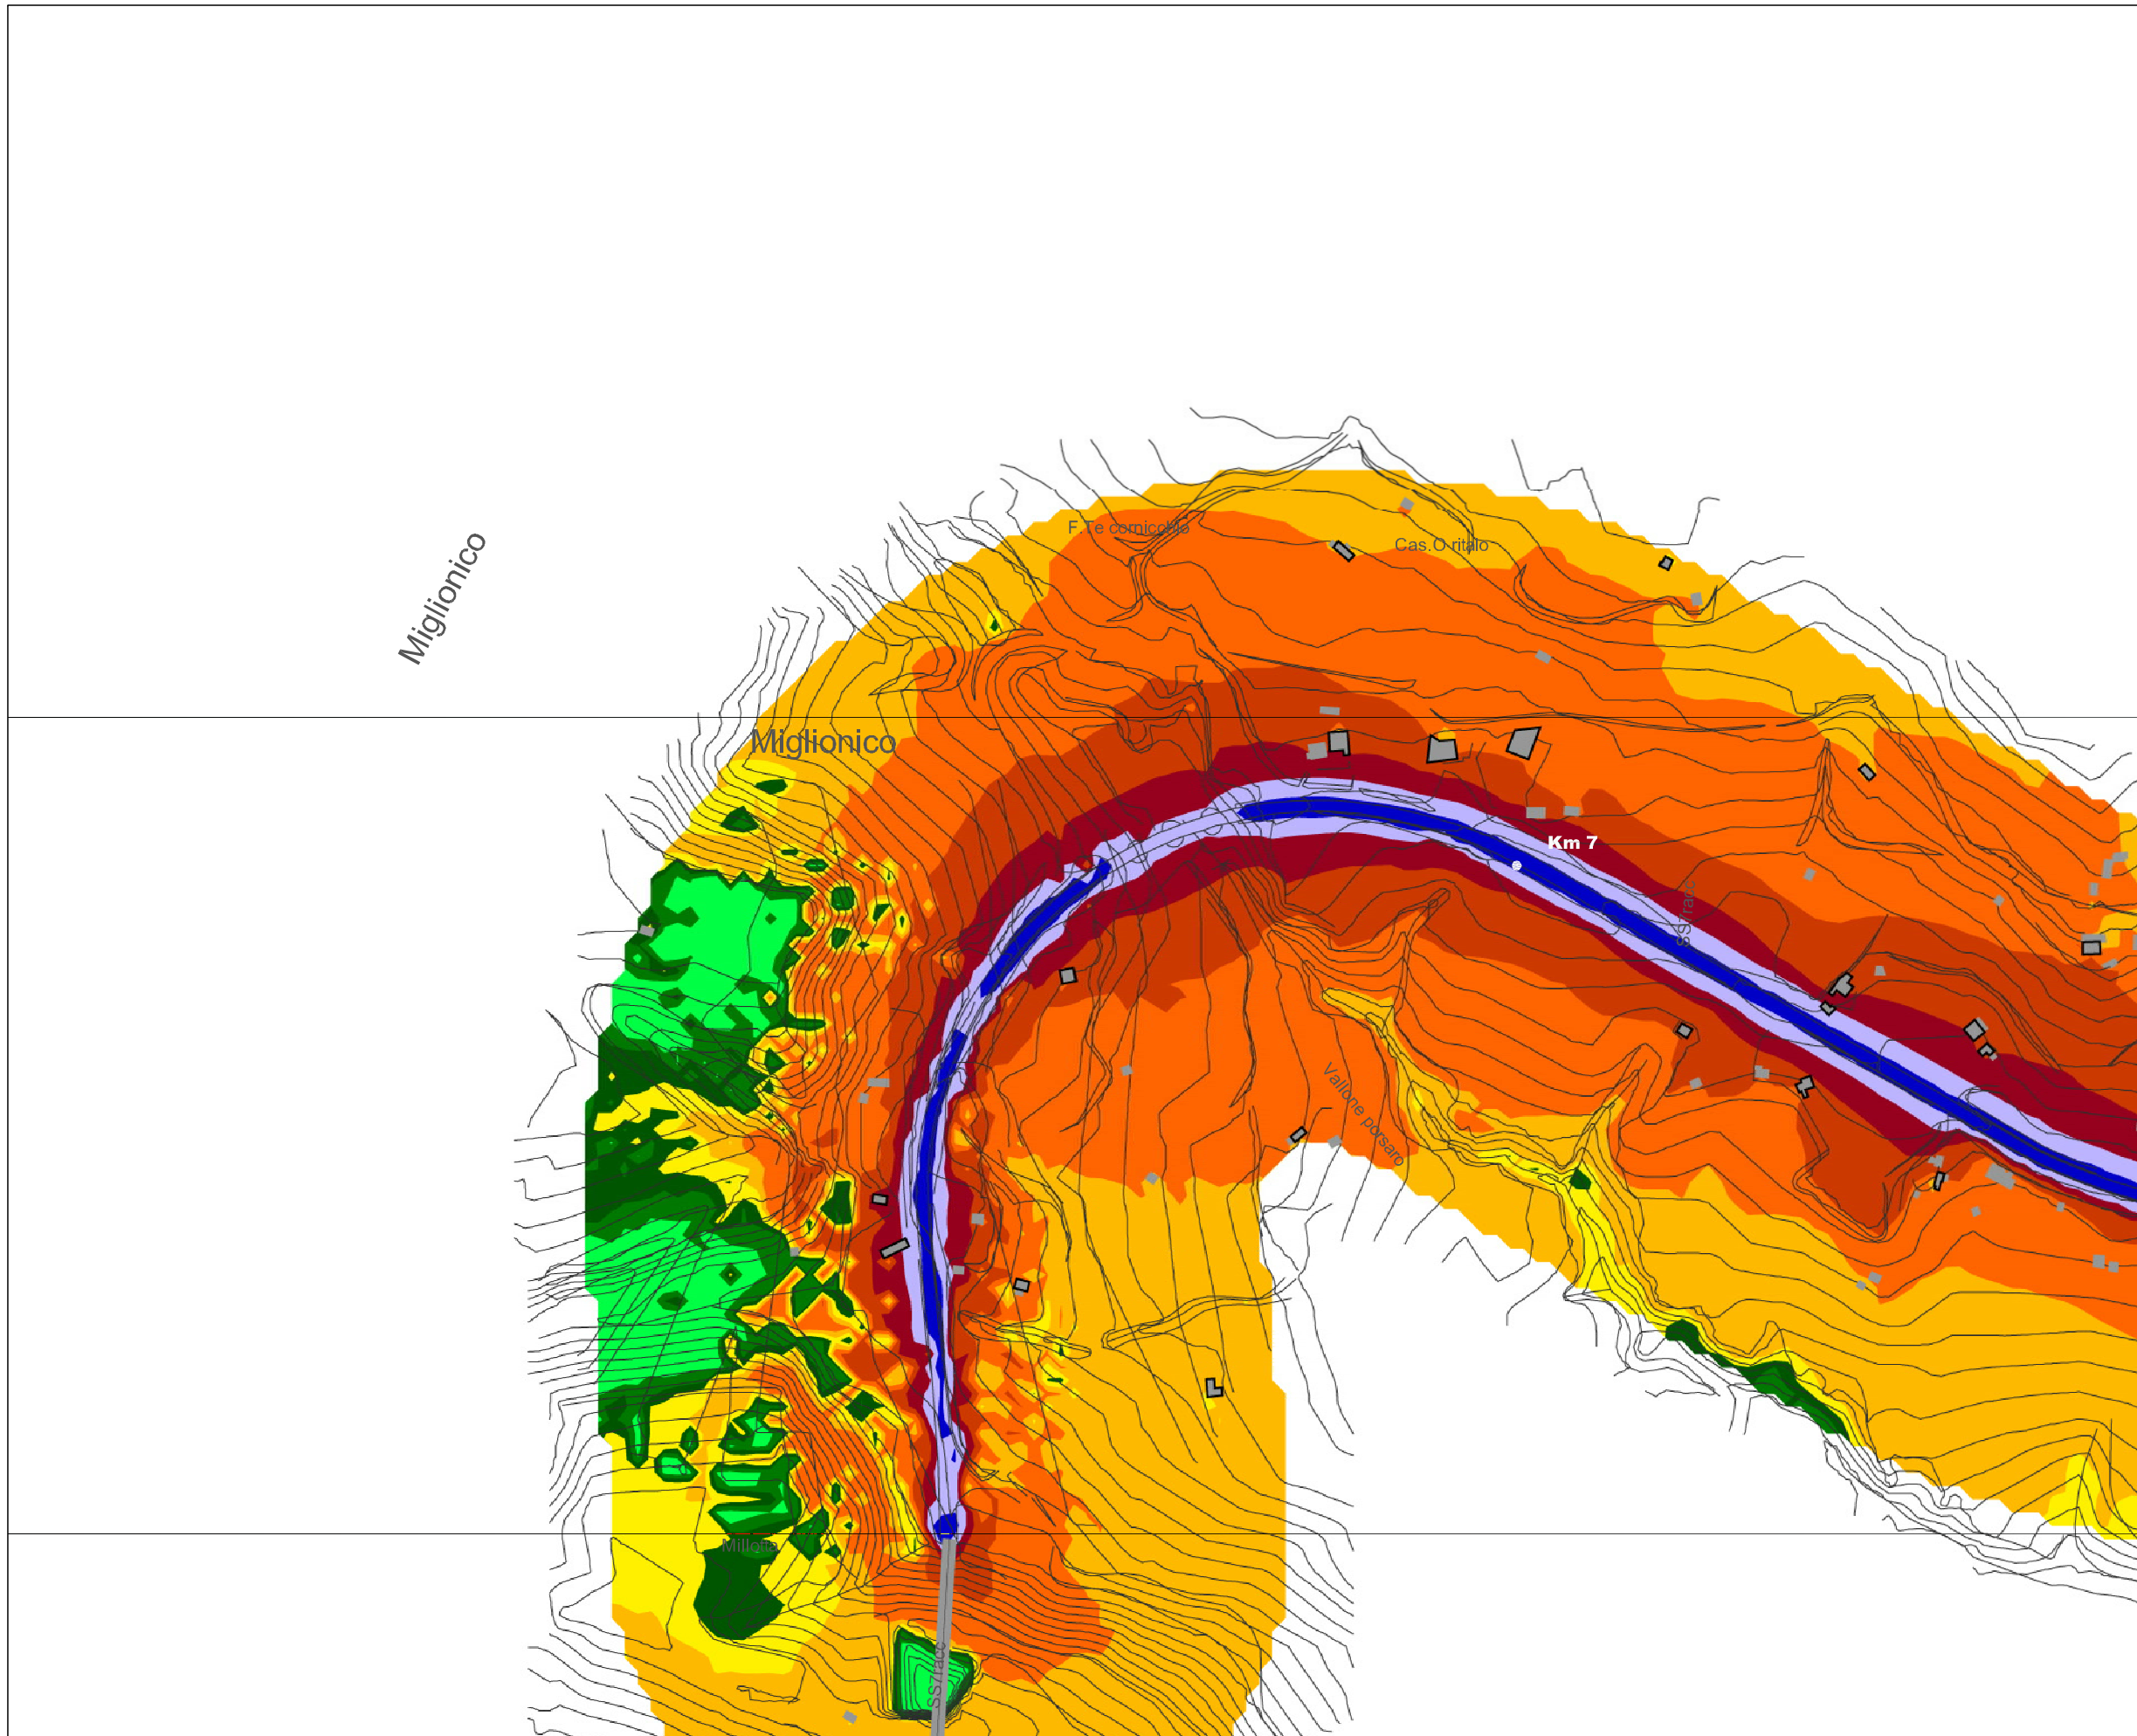 F.Te cornicchio
Cas.O ritalo
Miglionico
Miglionico
Km 7
SS7racc
Vallone porsaro
Millotta
SS7racc